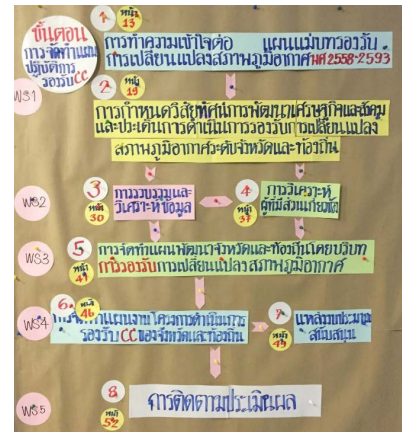 ขั้นตอน
การจัดทำแผน
ปฏิบัติการ
รองรับ CC
1.
หน้า
13
การทำความเข้าใจต่อ แผนแม่บทรองรับ
การเปลี่ยนแปลงสภาพภูมิอากาศ พศ 2558-2593
WS1
2.
หน้า
19
การกำหนดวิสัยทัศน์การพัฒนาเศรษฐกิจและสังคม
และประเด็นการดำเนินการรองรับการเปลี่ยนแปลง
สภาพภูมิอากาศระดับจังหวัดและท้องถิ่น
WS2
3
หน้า
30
การรวบรวมและ
วิเคราะห์ข้อมูล
4.
หน้า
37
การวิเคราะห์
ผู้ที่มีส่วนเกี่ยวข้อง
WS3
5
หน้า
41
การจัดทำแผนพัฒนาจังหวัดและท้องถิ่นโดยบริบท
การรองรับการเปลี่ยนแปลงสภาพภูมิอากาศ
WS4
6.
หน้า
46
การจัดทำแผนงานโครงการดำเนินการ
รองรับ CC ของจังหวัดและท้องถิ่น
7.
หน้า
49
แหล่งงบประมาณ
สนับสนุน
WS5
8
หน้า
52
การติดตามประเมินผล